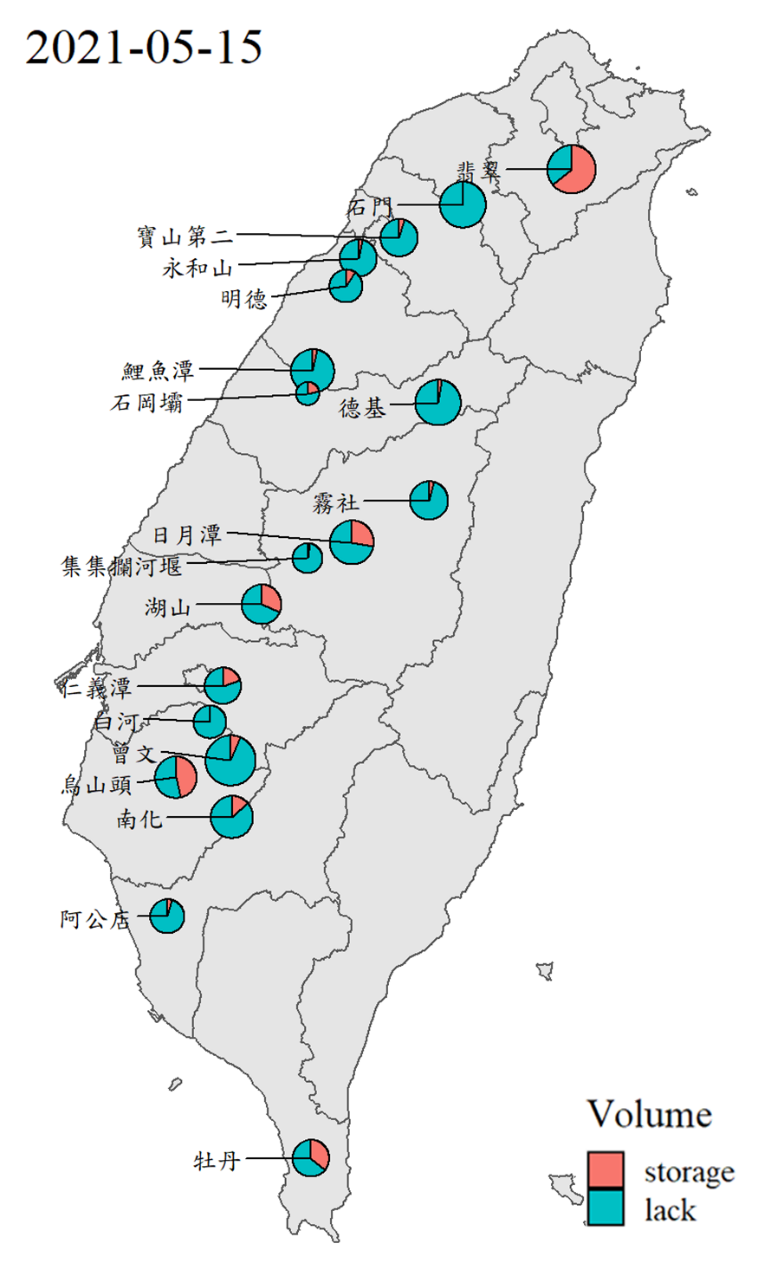 2021-05-15
翡翠
石門
寶山第二
永和山
明德
鯉魚潭
石岡壩
德基
霧社
日月潭
集集攔河堰
湖山
仁義潭
白河
曾文
烏山頭
南化
阿公店
牡丹
Volume
storage
lack